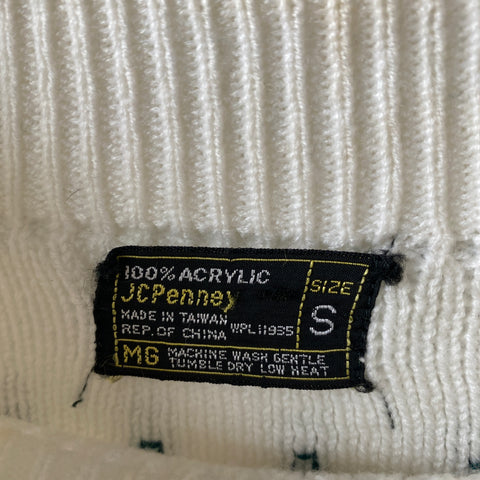 100% ACRYLIC
JCPenney
MADE IN TAIWAN
REP. OF CHINA WPL11935
SIZE
S
MG MACHINE WASH GENTLE
TUMBLE DRY LOW HEAT